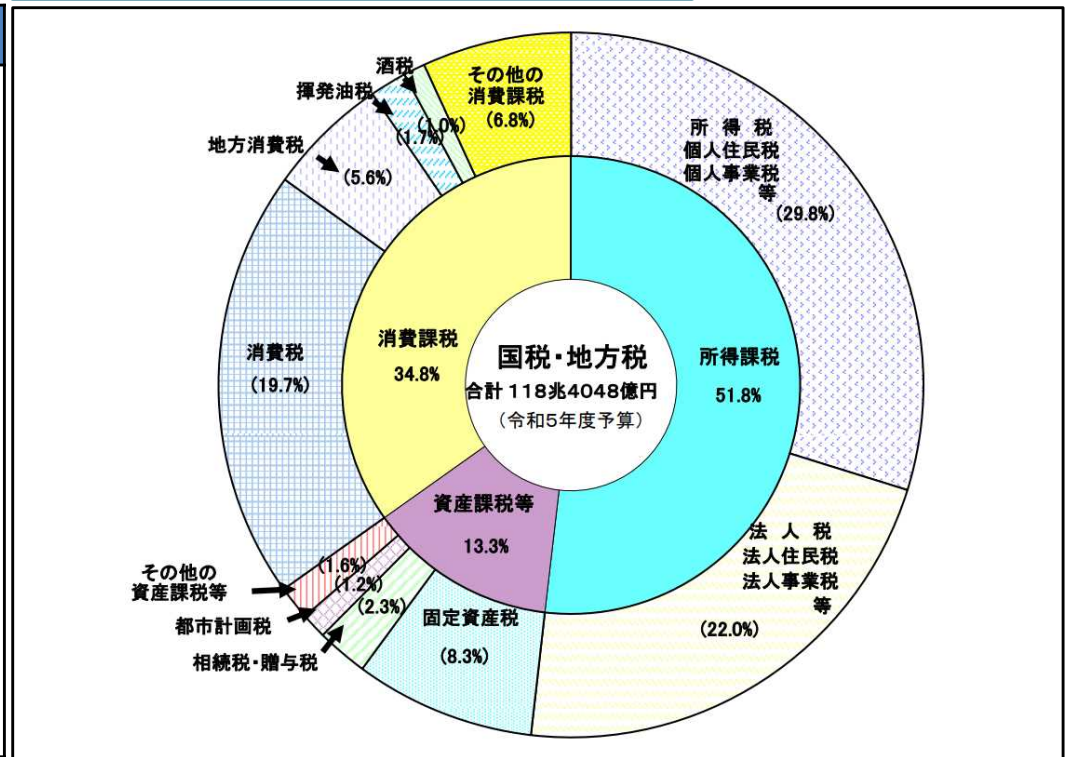 酒税
その他の
消費課税
(6.8%)
揮発油税
(1.0%)
(1.7%)
地方消費税
(5.6%)
所 得 税
個人住民税
個人事業税
等
(29.8%)
消費税
(19.7%)
消費課税
34.8%
国税・地方税
合計 118兆4048億円
(令和5年度予算)
所得課税
51.8%
資産課税等
13.3%
法 人 税
法人住民税
法人事業税
等
(22.0%)
その他の
資産課税等
(1.6%)
都市計画税
(1.2%)
相続税・贈与税
(2.3%)
固定資産税
(8.3%)